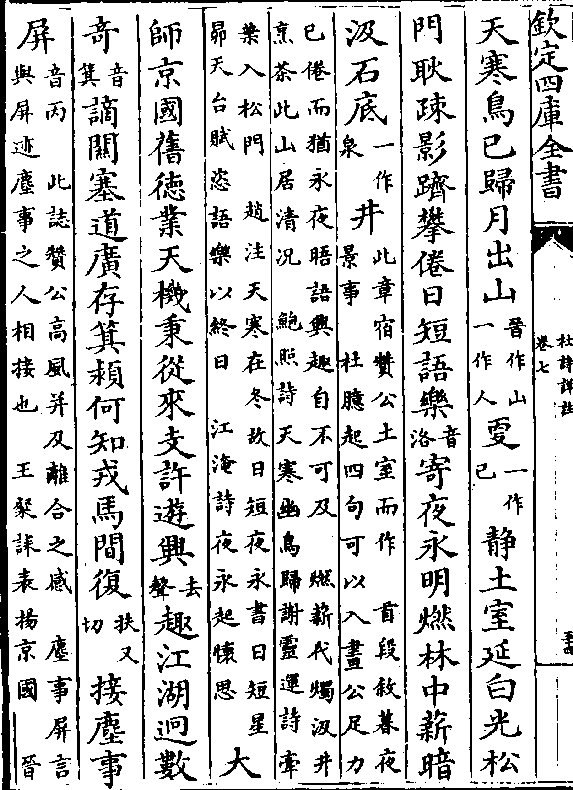 欽定四庫全書
杜詩詳註
卷七
天寒鳥已歸月出山晉作山一作人更一作已靜土室延白光松
門耿疎影躋攀倦日短語樂音洛寄夜永明燃林中薪暗
汲石底一作泉井此章宿贊公土室而作 首段敘暮夜
景事 杜臆起四句可以入畫公足力
已倦而猶永夜晤語興趣自不可及 燃薪代燭汲井
烹茶此山居清況 鮑照詩天寒幽鳥歸謝靈運詩牽
葉入松門 趙注天寒在冬故日短夜永書日短星
昴天台賦恣語樂以終日 江淹詩夜永起懷思 大
師京國舊德業天機秉從來支許遊興去聲趣江湖迥數
奇音箕謫關塞道廣存箕潁何知戎馬間復扶又切接塵事
屏音丙 此誌贊公高風并及離合之感 塵事屏言
與屏迹塵事之人相接也 王粲誄表揚京國 晉